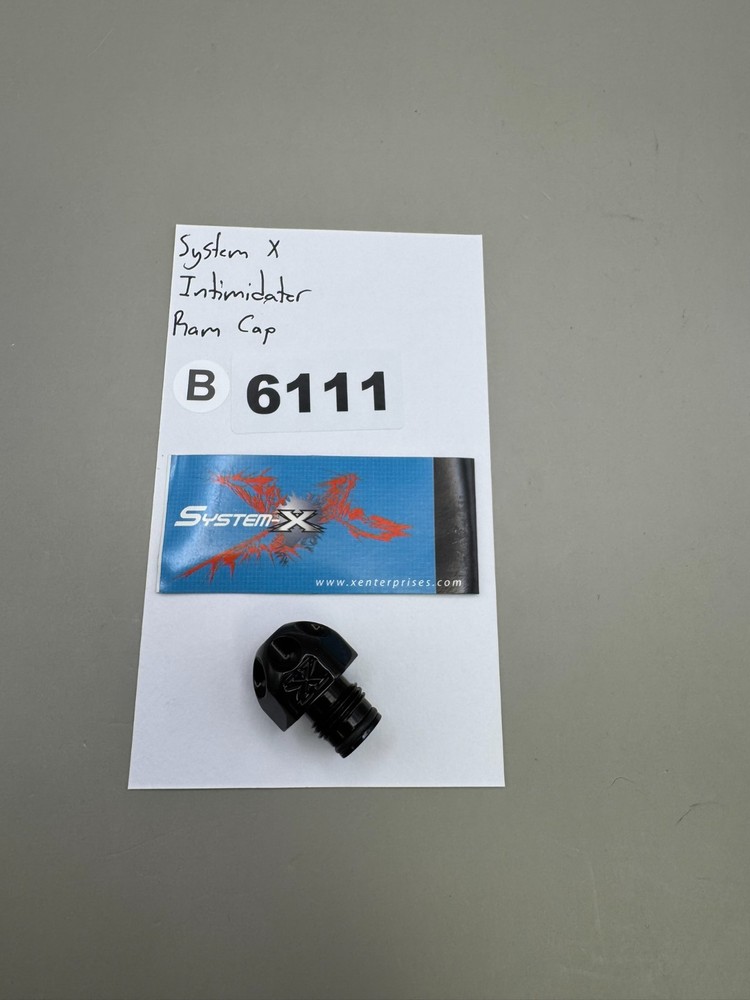 System X
Intimidator
Ram Cap
B 6111
SYSTEM-X
www.xenterprises.com
X